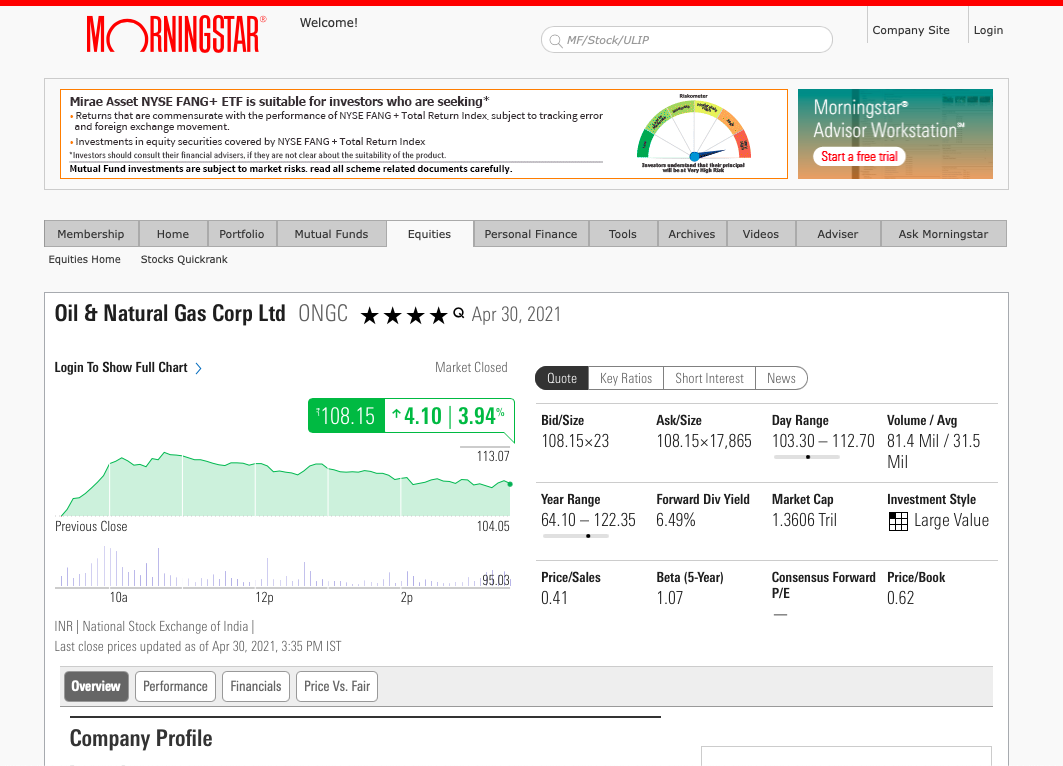 MORNINGSTAR®
Welcome!
MF/Stock/ULIP
Company Site
Login
Mirae Asset NYSE FANG+ ETF is suitable for investors who are seeking*
• Returns that are commensurate with the performance of NYSE FANG + Total Return Index, subject to tracking error
and foreign exchange movement.
• Investments in equity securities covered by NYSE FANG + Total Return Index
*Investors should consult their financial advisers, if they are not clear about the suitability of the product.
Mutual Fund investments are subject to market risks. read all scheme related documents carefully.
Riskometer
Investors understand that their principal
will be at Very High Risk
Morningstar®
Advisor Workstation℠
Start a free trial
Membership
Home
Portfolio
Mutual Funds
Equities
Personal Finance
Tools
Archives
Videos
Adviser
Ask Morningstar
Equities Home
Stocks Quickrank
Oil & Natural Gas Corp Ltd ONGC ★★★★ Q Apr 30, 2021
Login To Show Full Chart
Market Closed
₹108.15 ↑4.10 | 3.94%
113.07
Previous Close
104.05
95.03
10a
12p
2p
INR | National Stock Exchange of India |
Last close prices updated as of Apr 30, 2021, 3:35 PM IST
Quote
Key Ratios
Short Interest
News
Bid/Size
108.15×23
Ask/Size
108.15×17,865
Day Range
103.30 – 112.70
Volume / Avg
81.4 Mil / 31.5
Mil
Year Range
64.10 – 122.35
Forward Div Yield
6.49%
Market Cap
1.3606 Tril
Investment Style
Large Value
Price/Sales
0.41
Beta (5-Year)
1.07
Consensus Forward
P/E
—
Price/Book
0.62
Overview
Performance
Financials
Price Vs. Fair
Company Profile